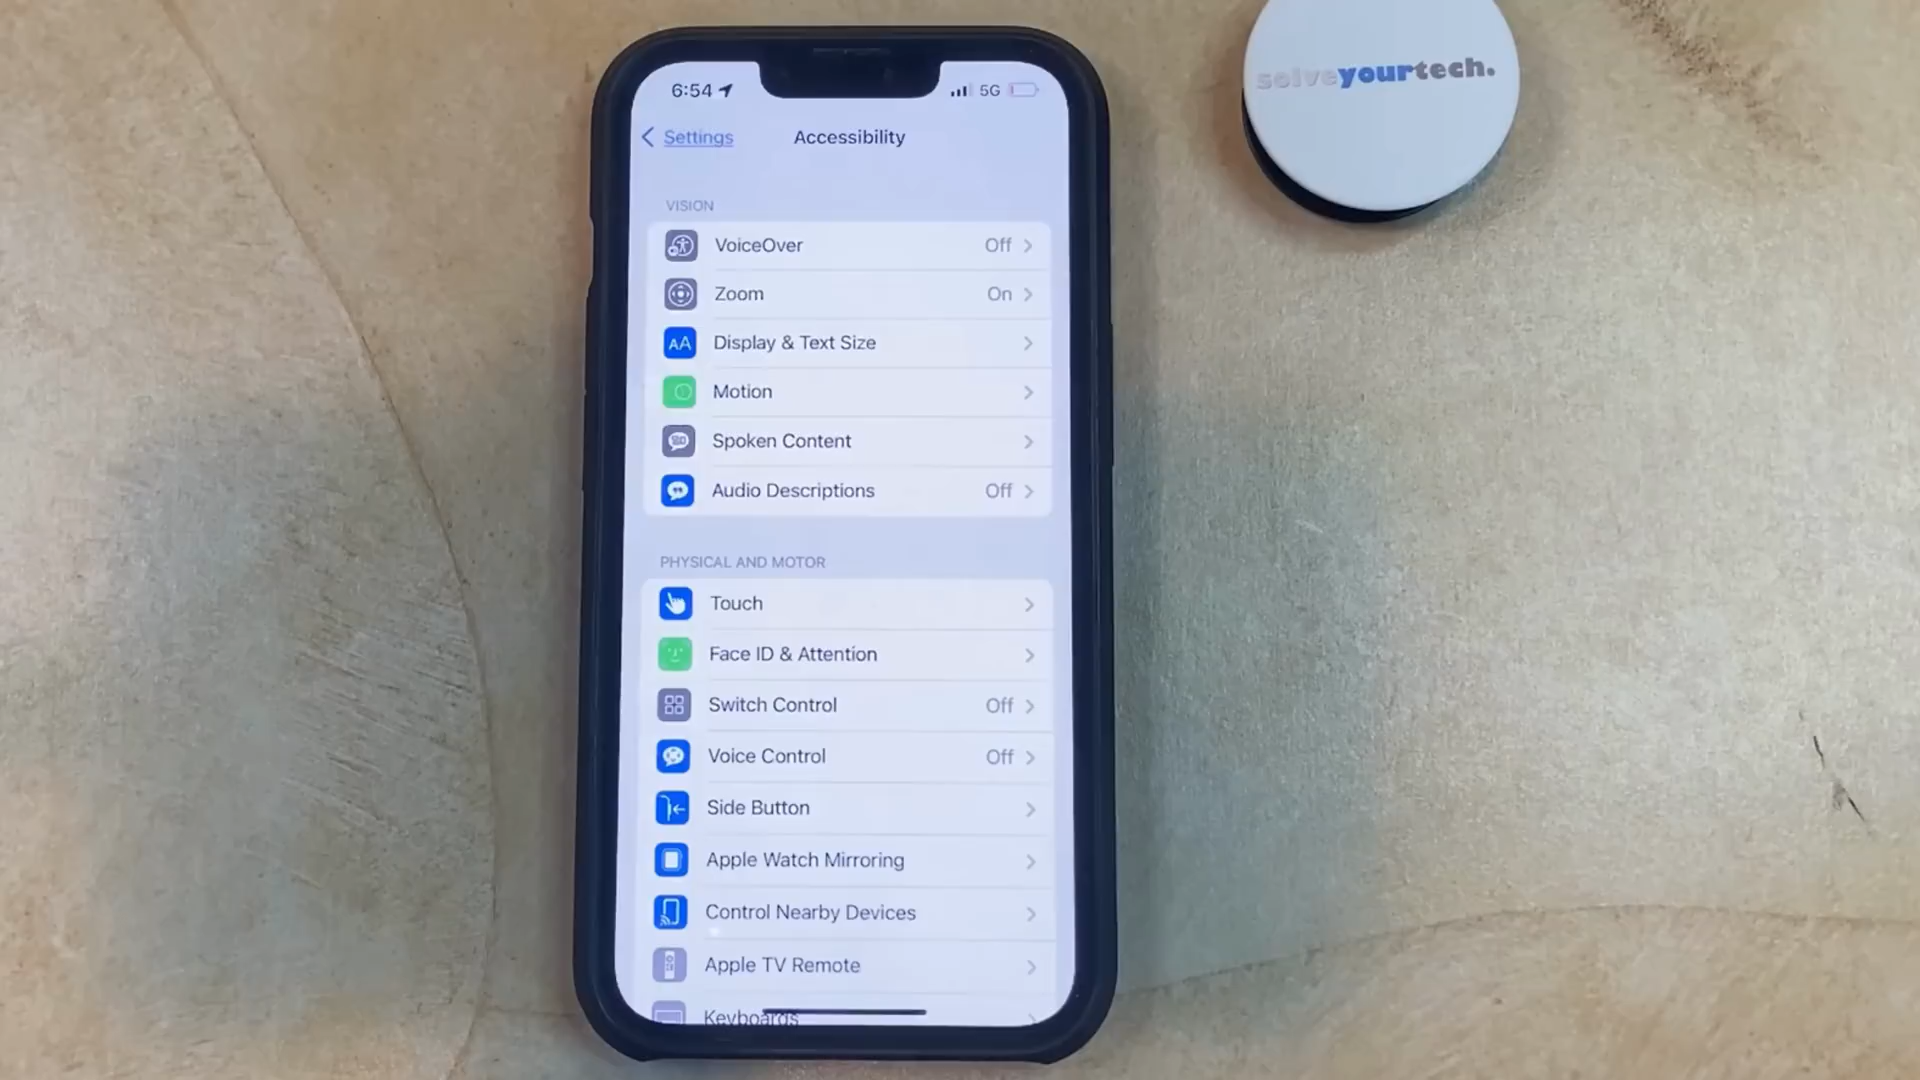 solveyourtech.
6:54
5G
Settings
Accessibility
VISION
VoiceOver Off
Zoom On
AA Display & Text Size
Motion
Spoken Content
Audio Descriptions Off
PHYSICAL AND MOTOR
Touch
Face ID & Attention
Switch Control Off
Voice Control Off
Side Button
Apple Watch Mirroring
Control Nearby Devices
Apple TV Remote
Keyboards